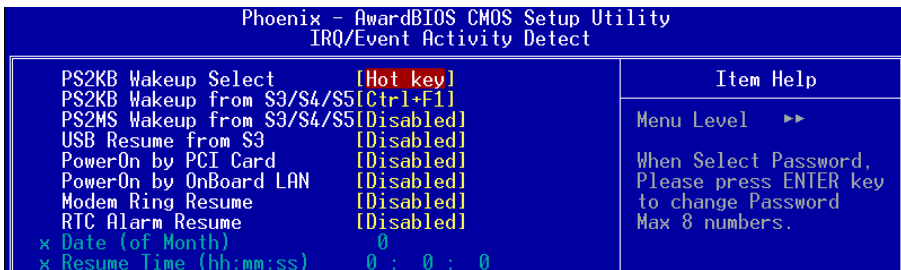 Phoenix - AwardBIOS CMOS Setup Utility
IRQ/Event Activity Detect
PS2KB Wakeup Select [Hot key]
PS2KB Wakeup from S3/S4/S5[Ctrl+F1]
PS2MS Wakeup from S3/S4/S5[Disabled]
USB Resume from S3 [Disabled]
PowerOn by PCI Card [Disabled]
PowerOn by OnBoard LAN [Disabled]
Modem Ring Resume [Disabled]
RTC Alarm Resume [Disabled]
x Date (of Month) 0
x Resume Time (hh:mm:ss) 0 : 0 : 0
Item Help
Menu Level ►►
When Select Password,
Please press ENTER key
to change Password
Max 8 numbers.